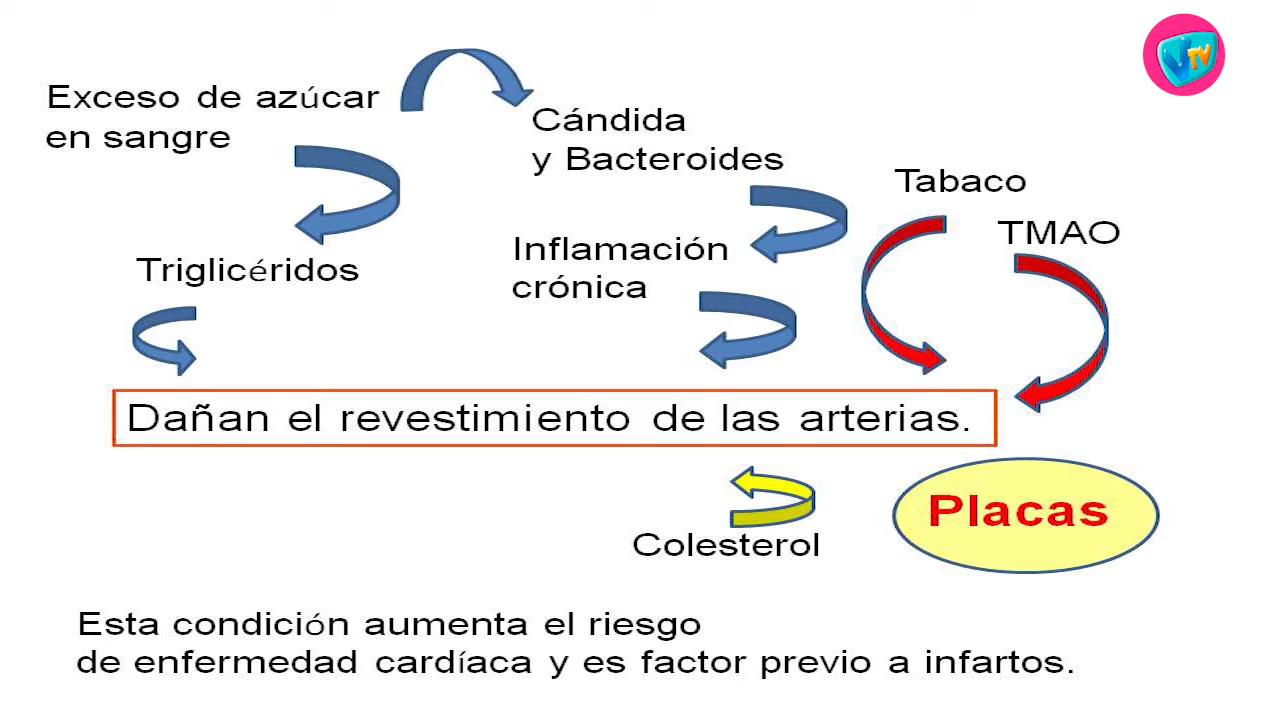 Exceso de azúcar
en sangre
Cándida
y Bacteroides
Tabaco
TMAO
Triglicéridos
Inflamación
crónica
Dañan el revestimiento de las arterias.
Colesterol
Placas
Esta condición aumenta el riesgo
de enfermedad cardíaca y es factor previo a infartos.
VTV